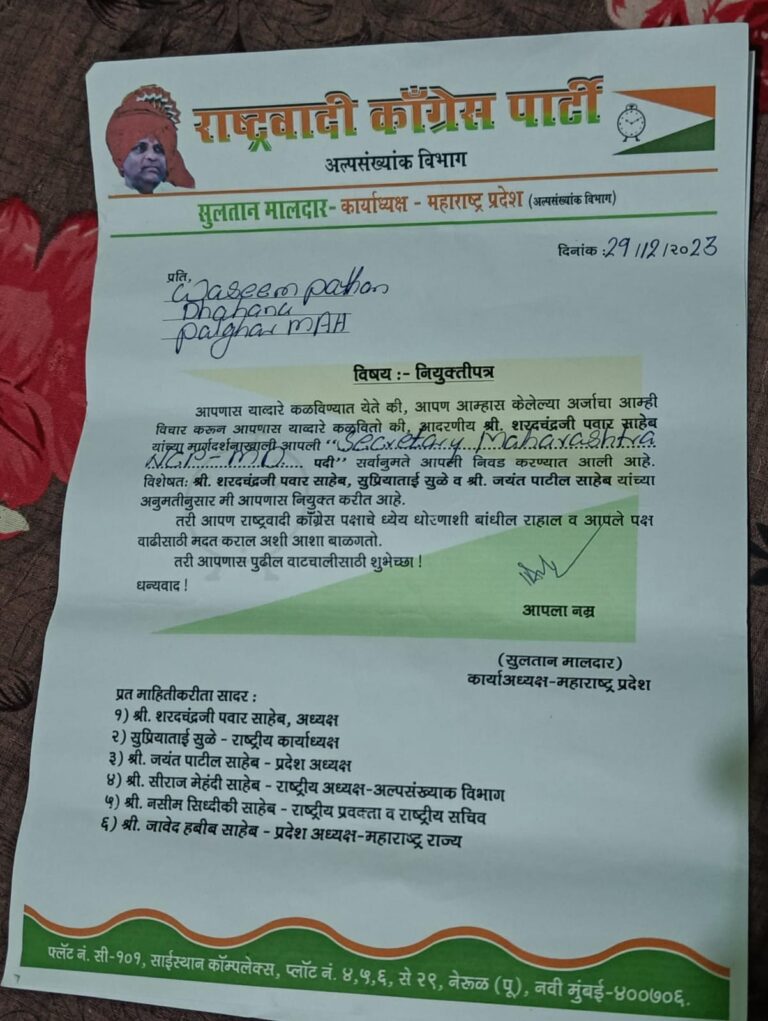 राष्ट्रवादी काँग्रेस पार्टी
अल्पसंख्यांक विभाग
सुलतान मालदार- कार्याध्यक्ष - महाराष्ट्र प्रदेश (अल्पसंख्यांक विभाग)
दिनांक :29/12/२०23
प्रति,
Waseem pathan
Dhahanu
palghar MAH
विषय :- नियुक्तीपत्र
आपणास याव्दारे कळविण्यात येते की, आपण आम्हास केलेल्या अर्जाचा आम्ही
विचार करून आपणास याव्दारे कळवितो की, आदरणीय श्री. शरदचंद्रजी पवार साहेब
यांच्या मार्गदर्शनाखाली आपली "Secretary Maharashtra
NCP-MD पदी" सर्वानुमते आपली निवड करण्यात आली आहे.
विशेषतः श्री. शरदचंद्रजी पवार साहेब, सुप्रियाताई सुळे व श्री. जयंत पाटील साहेब यांच्या
अनुमतीनुसार मी आपणास नियुक्त करीत आहे.
तरी आपण राष्ट्रवादी काँग्रेस पक्षाचे ध्येय धोरणाशी बांधील राहाल व आपले पक्ष
वाढीसाठी मदत कराल अशी आशा बाळगतो.
तरी आपणास पुढील वाटचालीसाठी शुभेच्छा !
धन्यवाद !
आपला नम्र
(सुलतान मालदार)
कार्याअध्यक्ष-महाराष्ट्र प्रदेश
प्रत माहितीकरीता सादर :
१) श्री. शरदचंद्रजी पवार साहेब, अध्यक्ष
२) सुप्रियाताई सुळे - राष्ट्रीय कार्याध्यक्ष
३) श्री. जयंत पाटील साहेब - प्रदेश अध्यक्ष
४) श्री. सीराज मेहंदी साहेब - राष्ट्रीय अध्यक्ष-अल्पसंख्याक विभाग
५) श्री. नसीम सिध्दीकी साहेब - राष्ट्रीय प्रवक्ता व राष्ट्रीय सचिव
६) श्री. जावेद हबीब साहेब - प्रदेश अध्यक्ष-महाराष्ट्र राज्य
फ्लॅट नं. सी-१०१, साईस्थान कॉम्पलेक्स, प्लॉट नं. ४,५,६, से २९, नेरूळ (पू), नवी मुंबई-४००७०६.